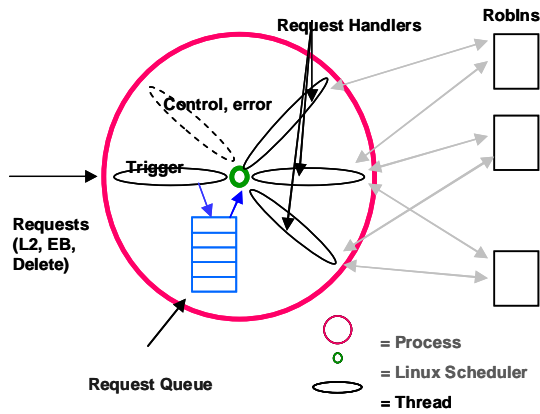 RobIns
Request Handlers
Control, error
Trigger
Requests
(L2, EB,
Delete)
Request Queue
= Process
= Linux Scheduler
= Thread